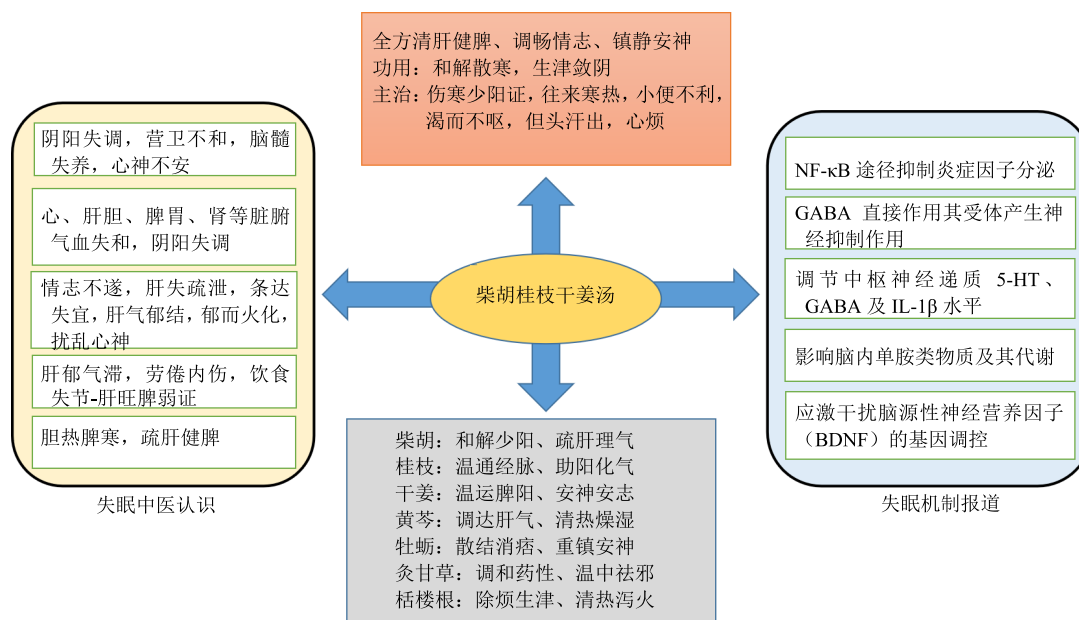 全方清肝健脾、调畅情志、镇静安神
功用：和解散寒，生津敛阴
主治：伤寒少阳证，往来寒热，小便不利，
渴而不呕，但头汗出，心烦
阴阳失调，营卫不和，脑髓
失养，心神不安
心、肝胆、脾胃、肾等脏腑
气血失和，阴阳失调
情志不遂，肝失疏泄，条达
失宜，肝气郁结，郁而火化，
扰乱心神
肝郁气滞，劳倦内伤，饮食
失节-肝旺脾弱证
胆热脾寒，疏肝健脾
失眠中医认识
柴胡桂枝干姜汤
NF-κB 途径抑制炎症因子分泌
GABA 直接作用其受体产生神
经抑制作用
调节中枢神经递质 5-HT、
GABA 及 IL-1β 水平
影响脑内单胺类物质及其代谢
应激干扰脑源性神经营养因子
（BDNF）的基因调控
失眠机制报道
柴胡：和解少阳、疏肝理气
桂枝：温通经脉、助阳化气
干姜：温运脾阳、安神安志
黄芩：调达肝气、清热燥湿
牡蛎：散结消痞、重镇安神
灸甘草：调和药性、温中祛邪
栝楼根：除烦生津、清热泻火